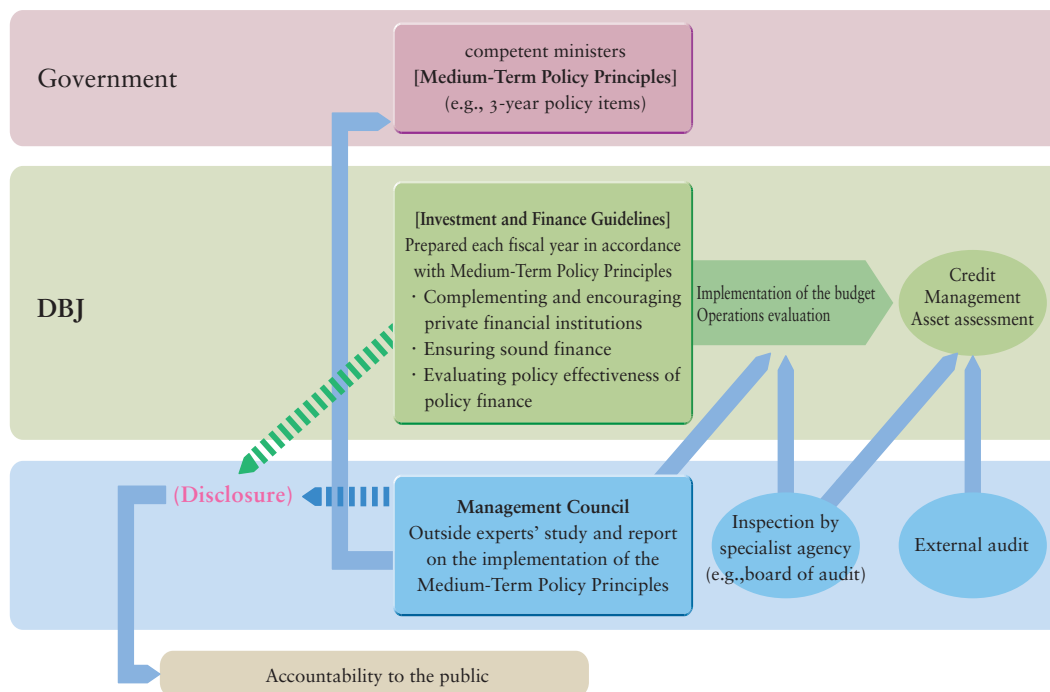 Government
competent ministers
[Medium-Term Policy Principles]
(e.g., 3-year policy items)
DBJ
[Investment and Finance Guidelines]
Prepared each fiscal year in accordance
with Medium-Term Policy Principles
· Complementing and encouraging
private financial institutions
· Ensuring sound finance
· Evaluating policy effectiveness of
policy finance
Implementation of the budget
Operations evaluation
Credit
Management
Asset assessment
(Disclosure)
Management Council
Outside experts’ study and report
on the implementation of the
Medium-Term Policy Principles
Inspection by
specialist agency
(e.g.,board of audit)
External audit
Accountability to the public